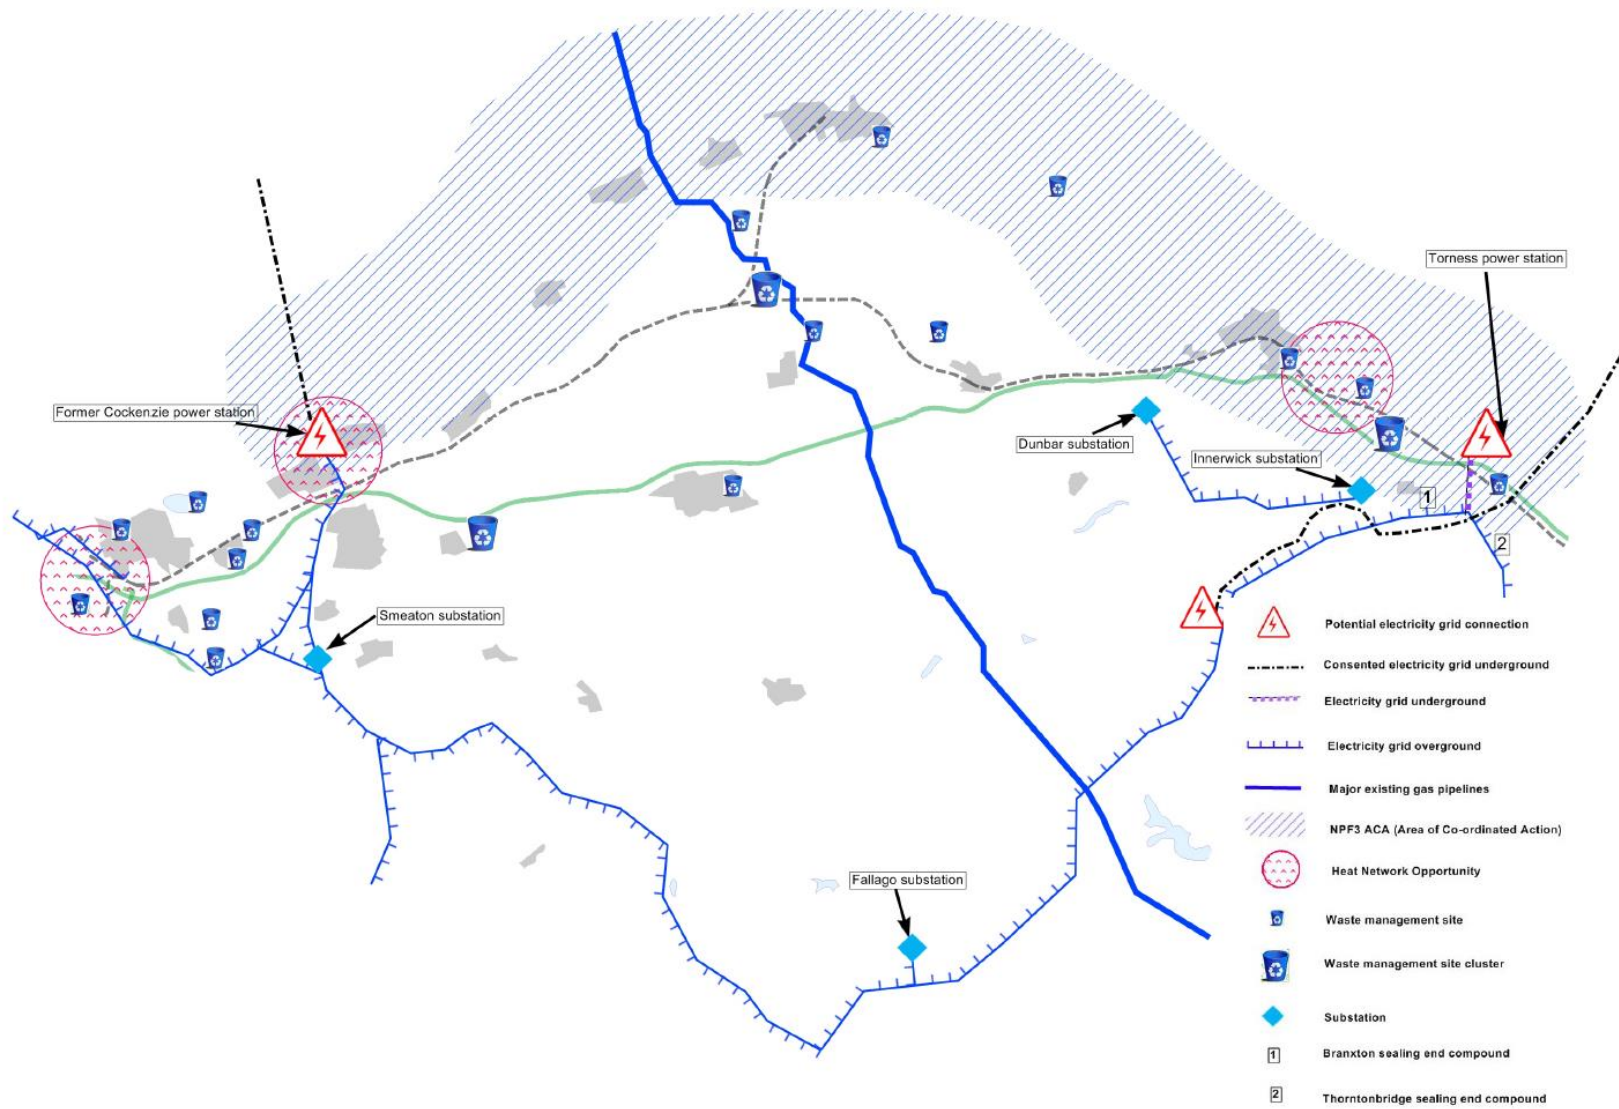 Torness power station
Former Cockenzie power station
Dunbar substation
Innerwick substation
1
2
Smeaton substation
Fallago substation
Potential electricity grid connection
Consented electricity grid underground
Electricity grid underground
Electricity grid overground
Major existing gas pipelines
NPF3 ACA (Area of Co-ordinated Action)
Heat Network Opportunity
Waste management site
Waste management site cluster
Substation
1 Branxton sealing end compound
2 Thorntonbridge sealing end compound